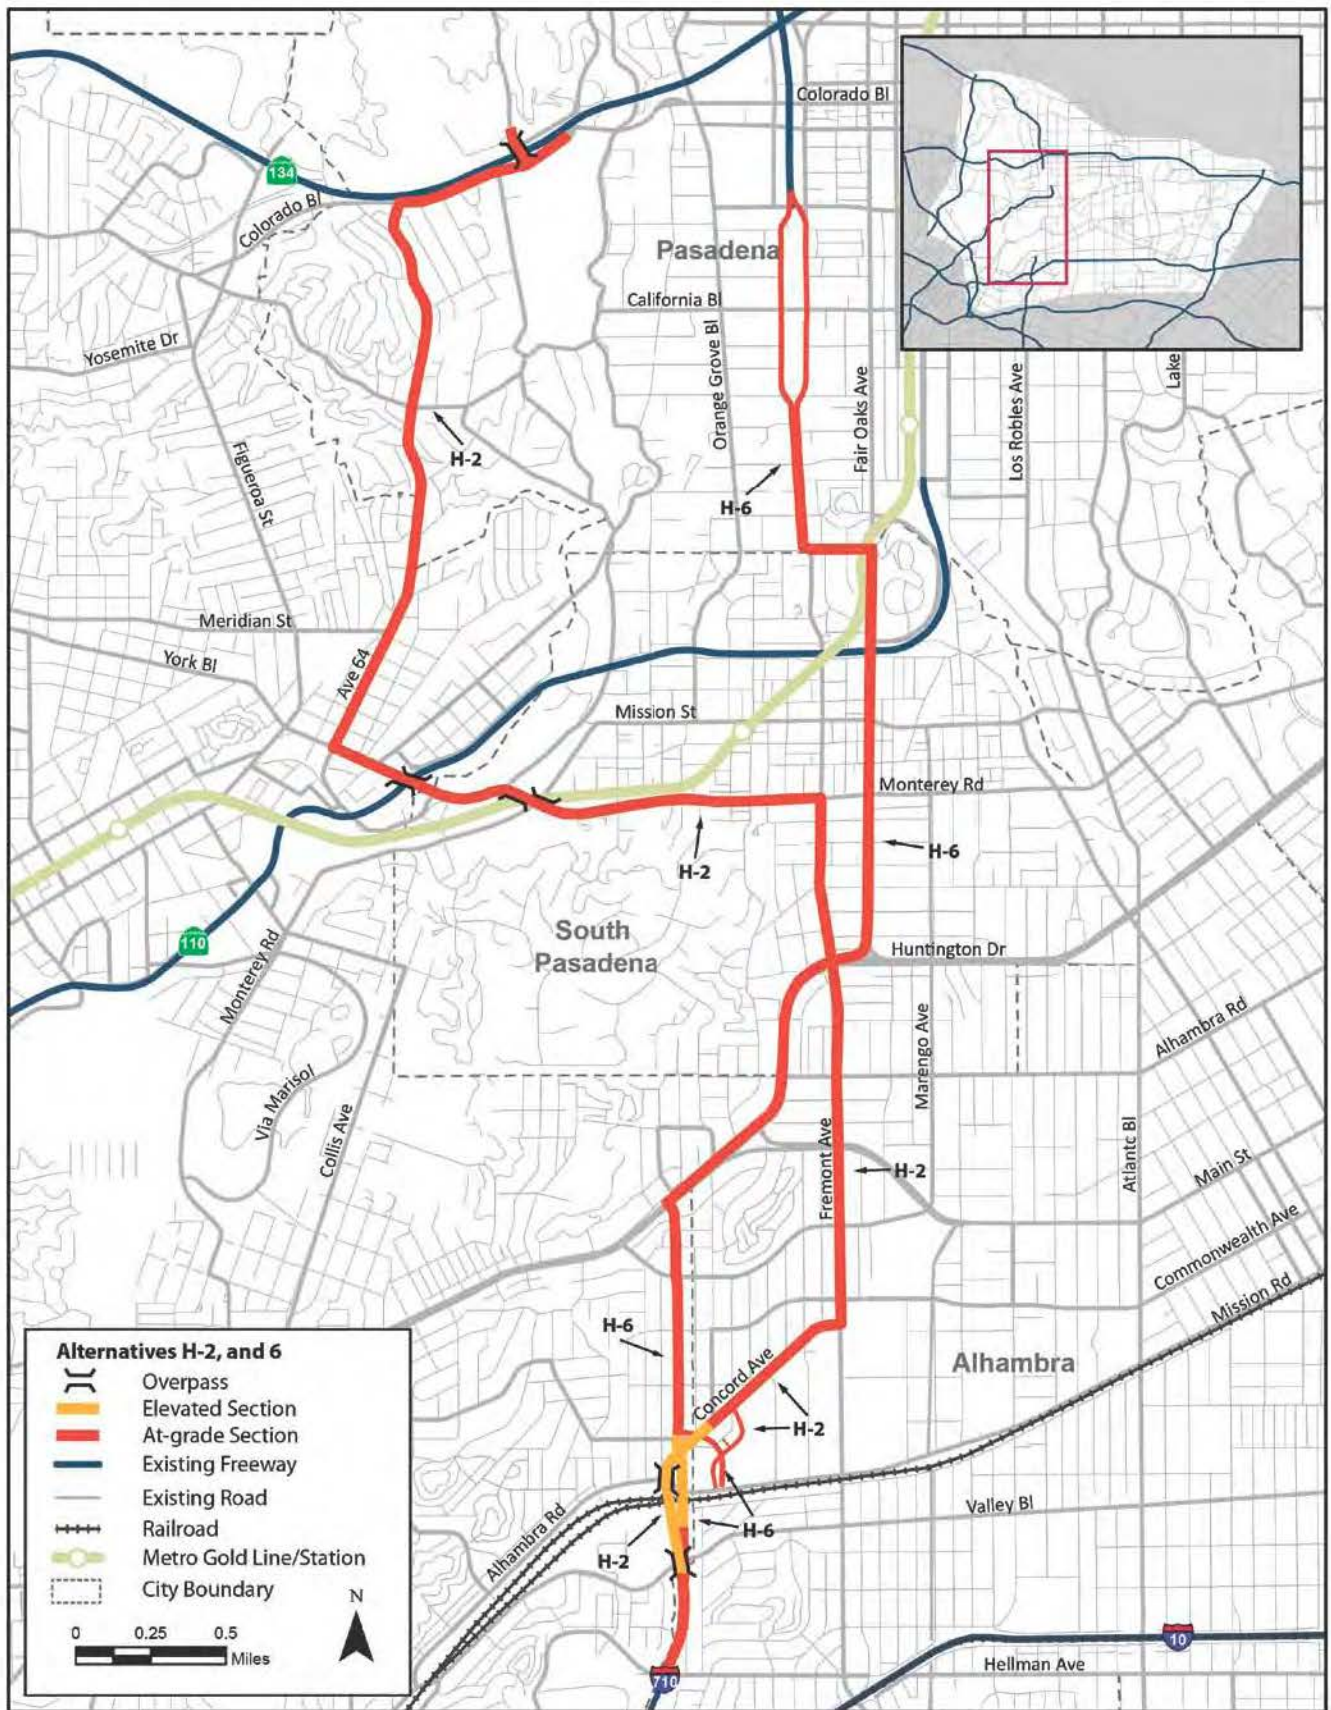 Colorado Bl
134
Colorado Bl
Pasadena
California Bl
Orange Grove Bl
Yosemite Dr
Fair Oaks Ave
Los Robles Ave
Lake
Figueroa St
H-2
H-6
Meridian St
York Bl
Ave 64
Mission St
Monterey Rd
H-6
H-2
South
Pasadena
110
Monterey Rd
Huntington Dr
Marengo Ave
Alhambra Rd
Via Marisol
Collis Ave
Fremont Ave
H-2
Atlantc Bl
Main St
Commonwealth Ave
Mission Rd
H-6
Concord Ave
Alhambra
H-2
Valley Bl
H-6
Alhambra Rd
H-2
10
Hellman Ave
710
Alternatives H-2, and 6
Overpass
Elevated Section
At-grade Section
Existing Freeway
Existing Road
Railroad
Metro Gold Line/Station
City Boundary
N
0 0.25 0.5
Miles